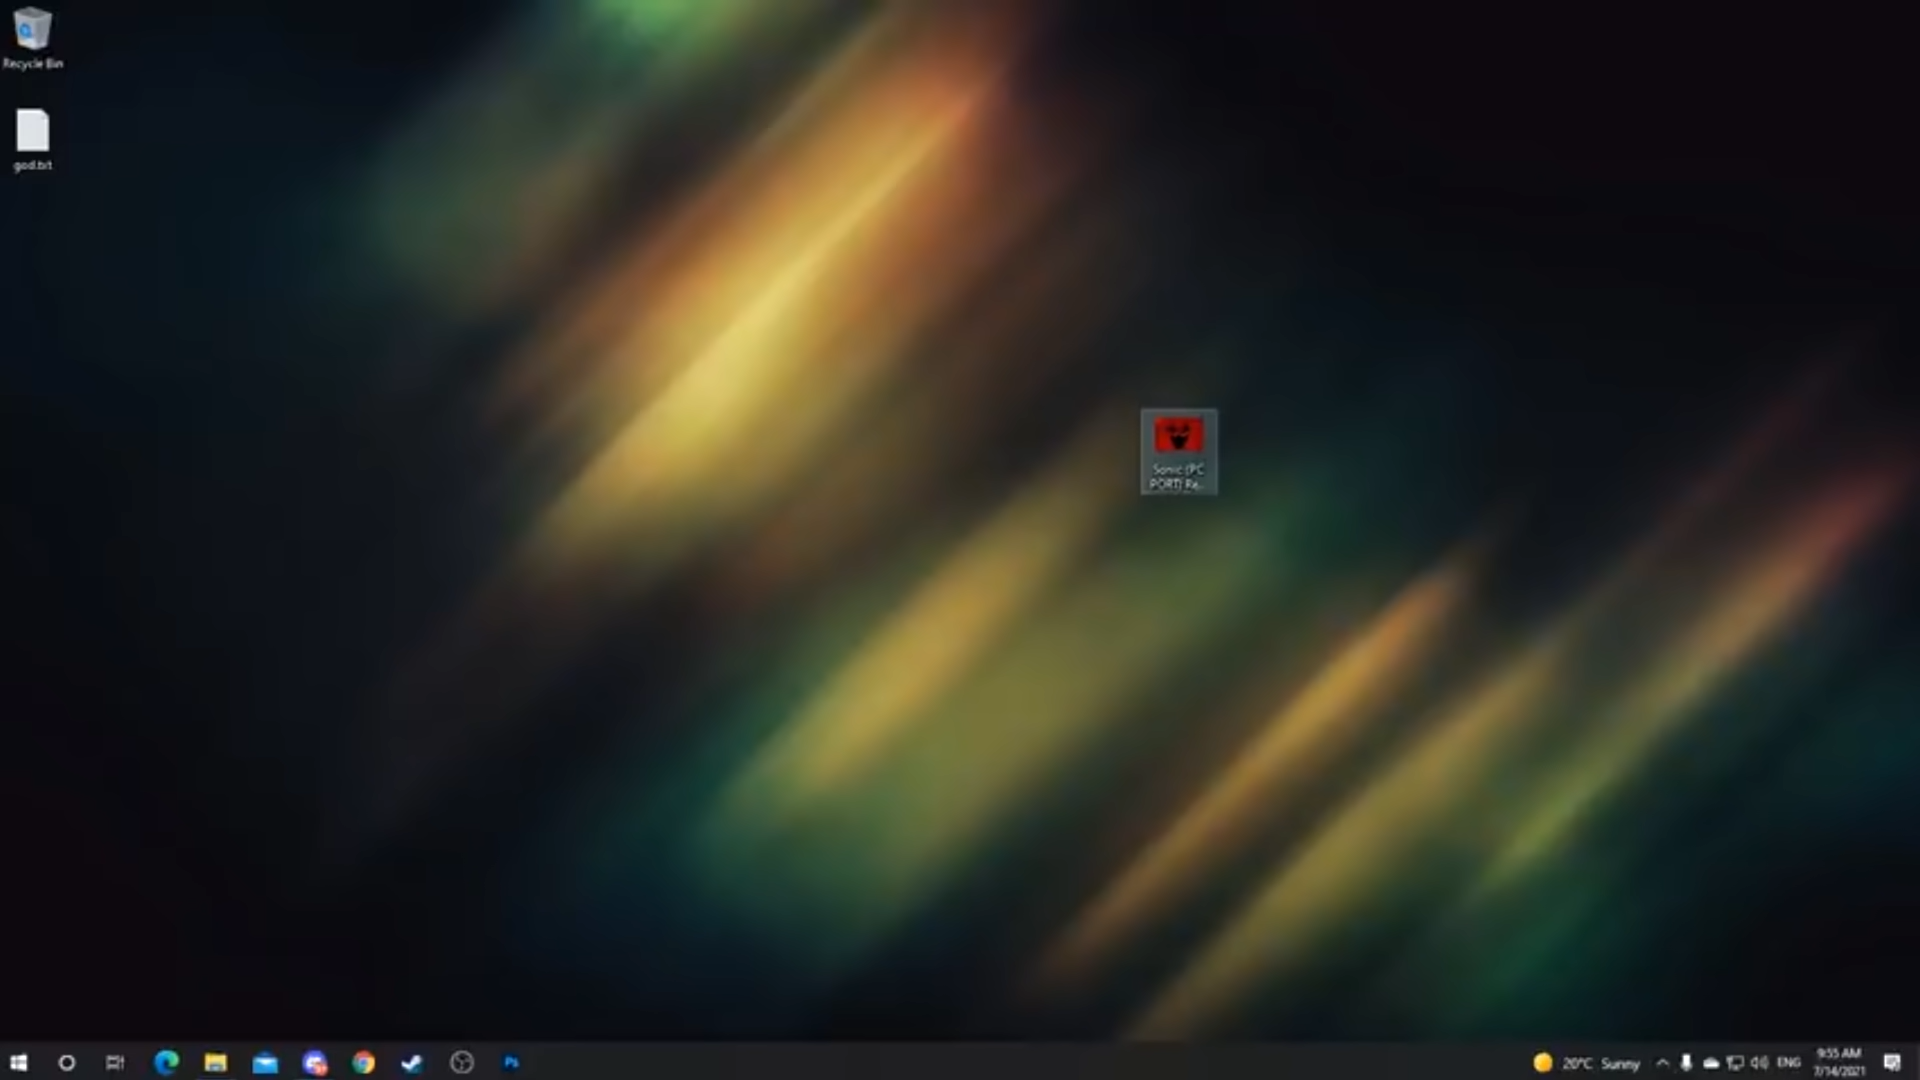 Recycle Bin
god.txt
Sonic (PC
PORT) Re...
20°C Sunny
ENG
9:55 AM
7/14/2021